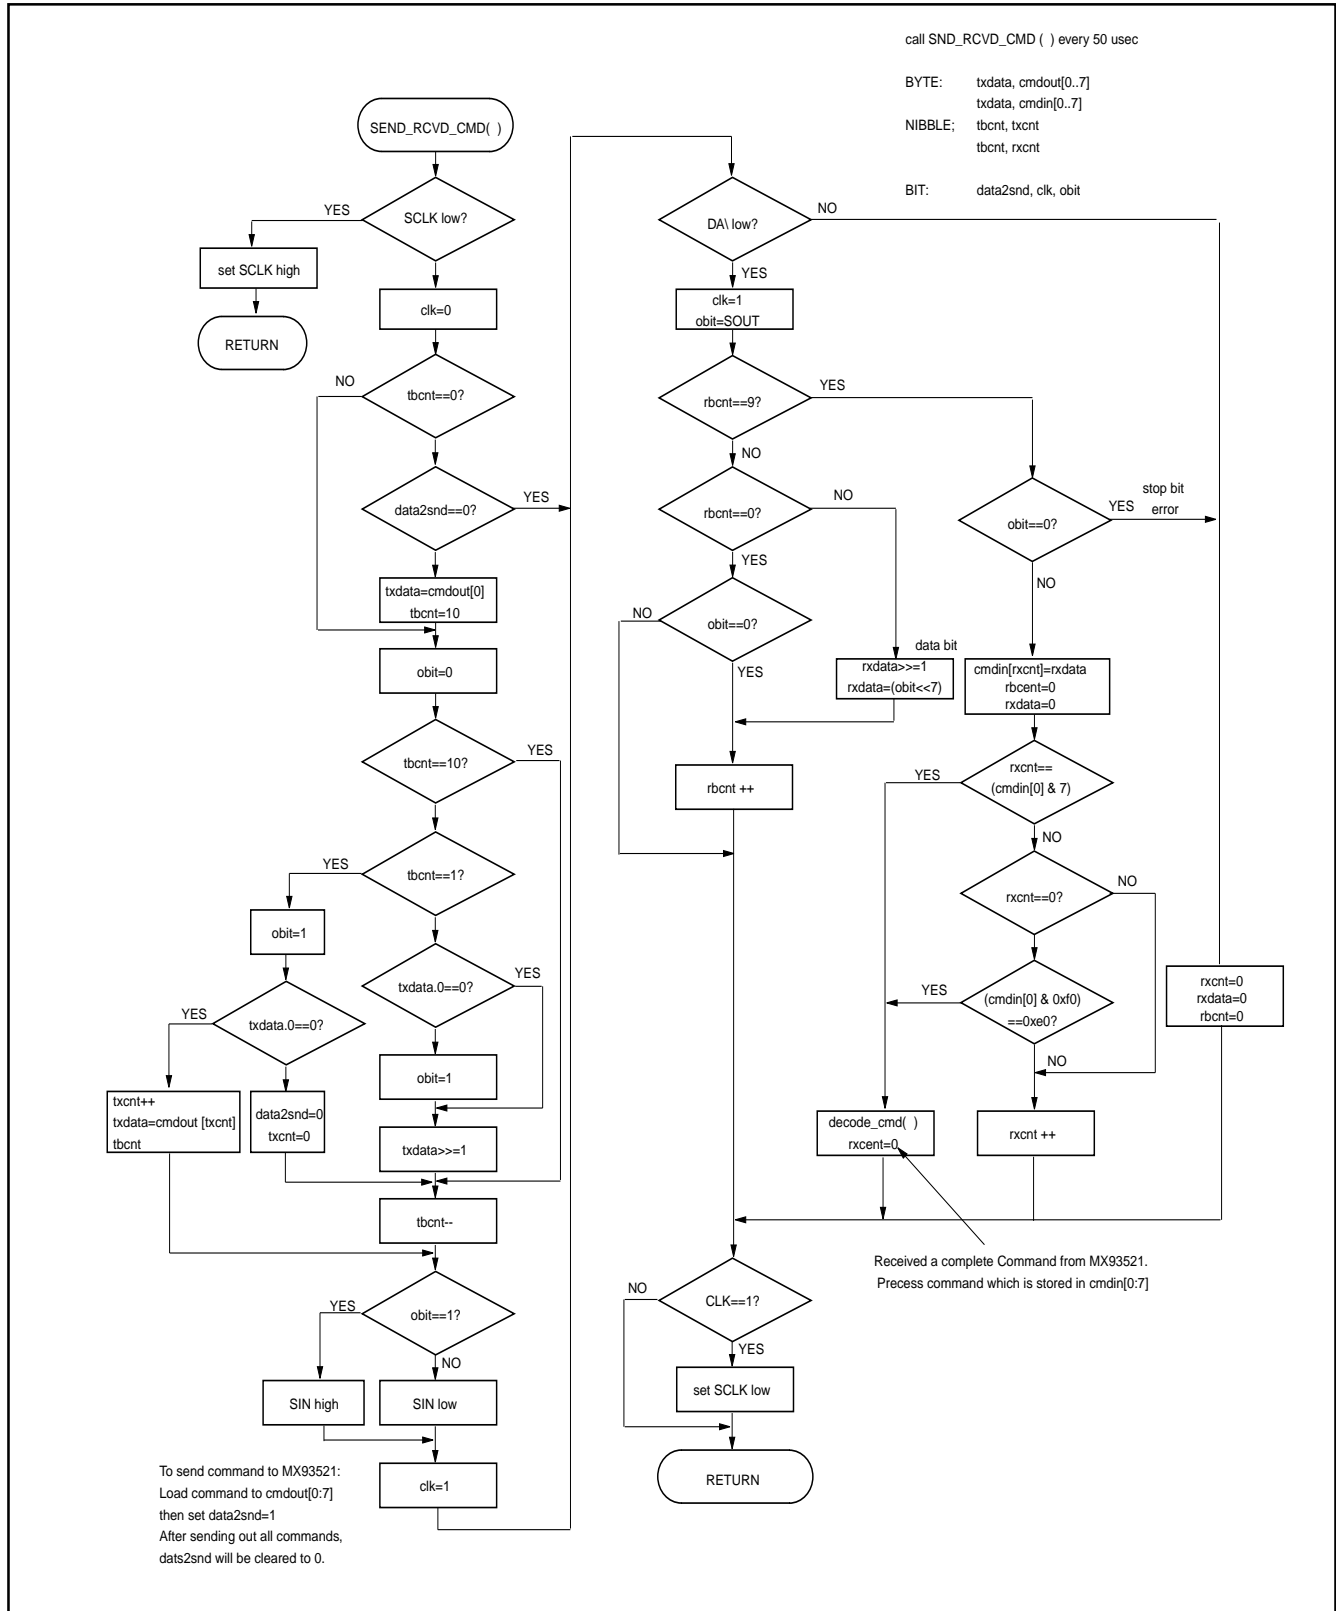 call SND_RCVD_CMD ( ) every 50 usec
BYTE: txdata, cmdout[0..7]
txdata, cmdin[0..7]
NIBBLE; tbcnt, txcnt
tbcnt, rxcnt
BIT: data2snd, clk, obit
SEND_RCVD_CMD( )
SCLK low?
YES
set SCLK high
RETURN
clk=0
tbcnt==0?
NO
data2snd==0?
YES
txdata=cmdout[0]
tbcnt=10
obit=0
tbcnt==10?
YES
tbcnt==1?
YES
obit=1
txdata.0==0?
YES
txdata.0==0?
YES
obit=1
txcnt++
txdata=cmdout [txcnt]
tbcnt
data2snd=0
txcnt=0
txdata>>=1
tbcnt--
obit==1?
YES
NO
SIN high
SIN low
clk=1
To send command to MX93521:
Load command to cmdout[0:7]
then set data2snd=1
After sending out all commands,
dats2snd will be cleared to 0.
DA\ low?
NO
YES
clk=1
obit=SOUT
rbcnt==9?
YES
NO
rbcnt==0?
NO
YES
obit==0?
NO
YES
data bit
rxdata>>=1
rxdata=(obit<<7)
rbcnt ++
obit==0?
YES
stop bit
error
NO
cmdin[rxcnt]=rxdata
rbcent=0
rxdata=0
rxcnt==
(cmdin[0] & 7)
YES
NO
rxcnt==0?
NO
(cmdin[0] & 0xf0)
==0xe0?
YES
NO
rxcnt=0
rxdata=0
rbcnt=0
decode_cmd( )
rxcent=0
rxcnt ++
Received a complete Command from MX93521.
Precess command which is stored in cmdin[0:7]
CLK==1?
NO
YES
set SCLK low
RETURN